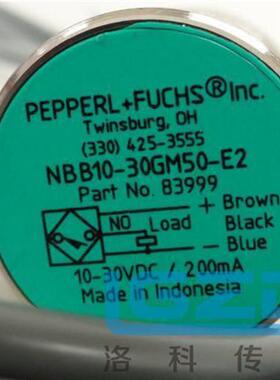 PEPPERL+FUCHS® Inc.
Twinsburg, OH
(330) 425-3555
NBB10-30GM50-E2
Part No. 83999
+ Brown
NO Load Black
- Blue
10-30VDC / 200mA
Made in Indonesia
洛科传